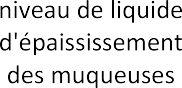 niveau de liquide
d'épaississement
des muqueuses